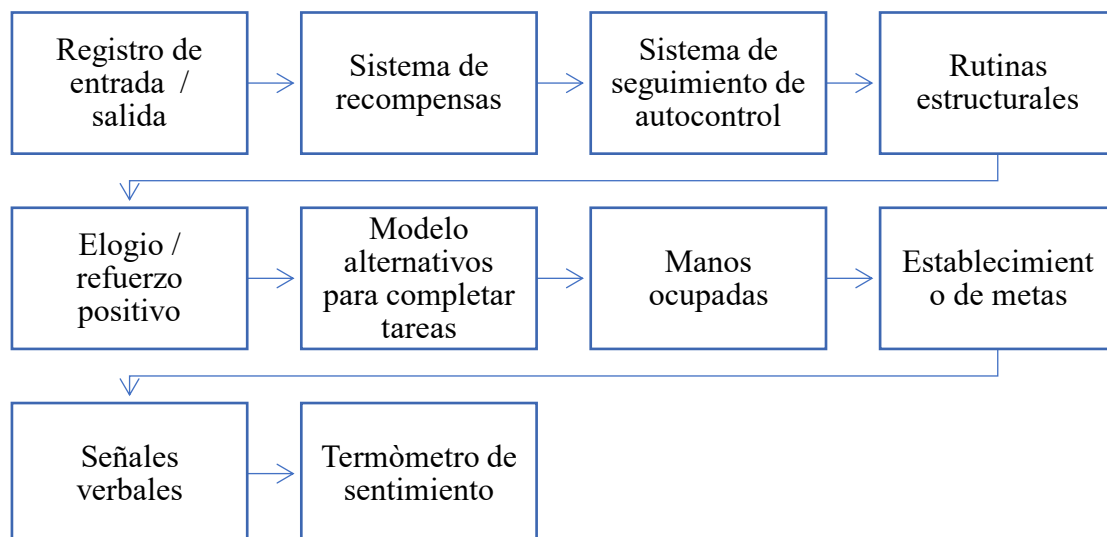 Registro de
entrada  /
salida
Sistema de
recompensas
Sistema de
seguimiento de
autocontrol
Rutinas
estructurales
Elogio /
refuerzo
positivo
Modelo
alternativos
para completar
tareas
Manos
ocupadas
Establecimient
o de metas
Señales
verbales
Termòmetro de
sentimiento